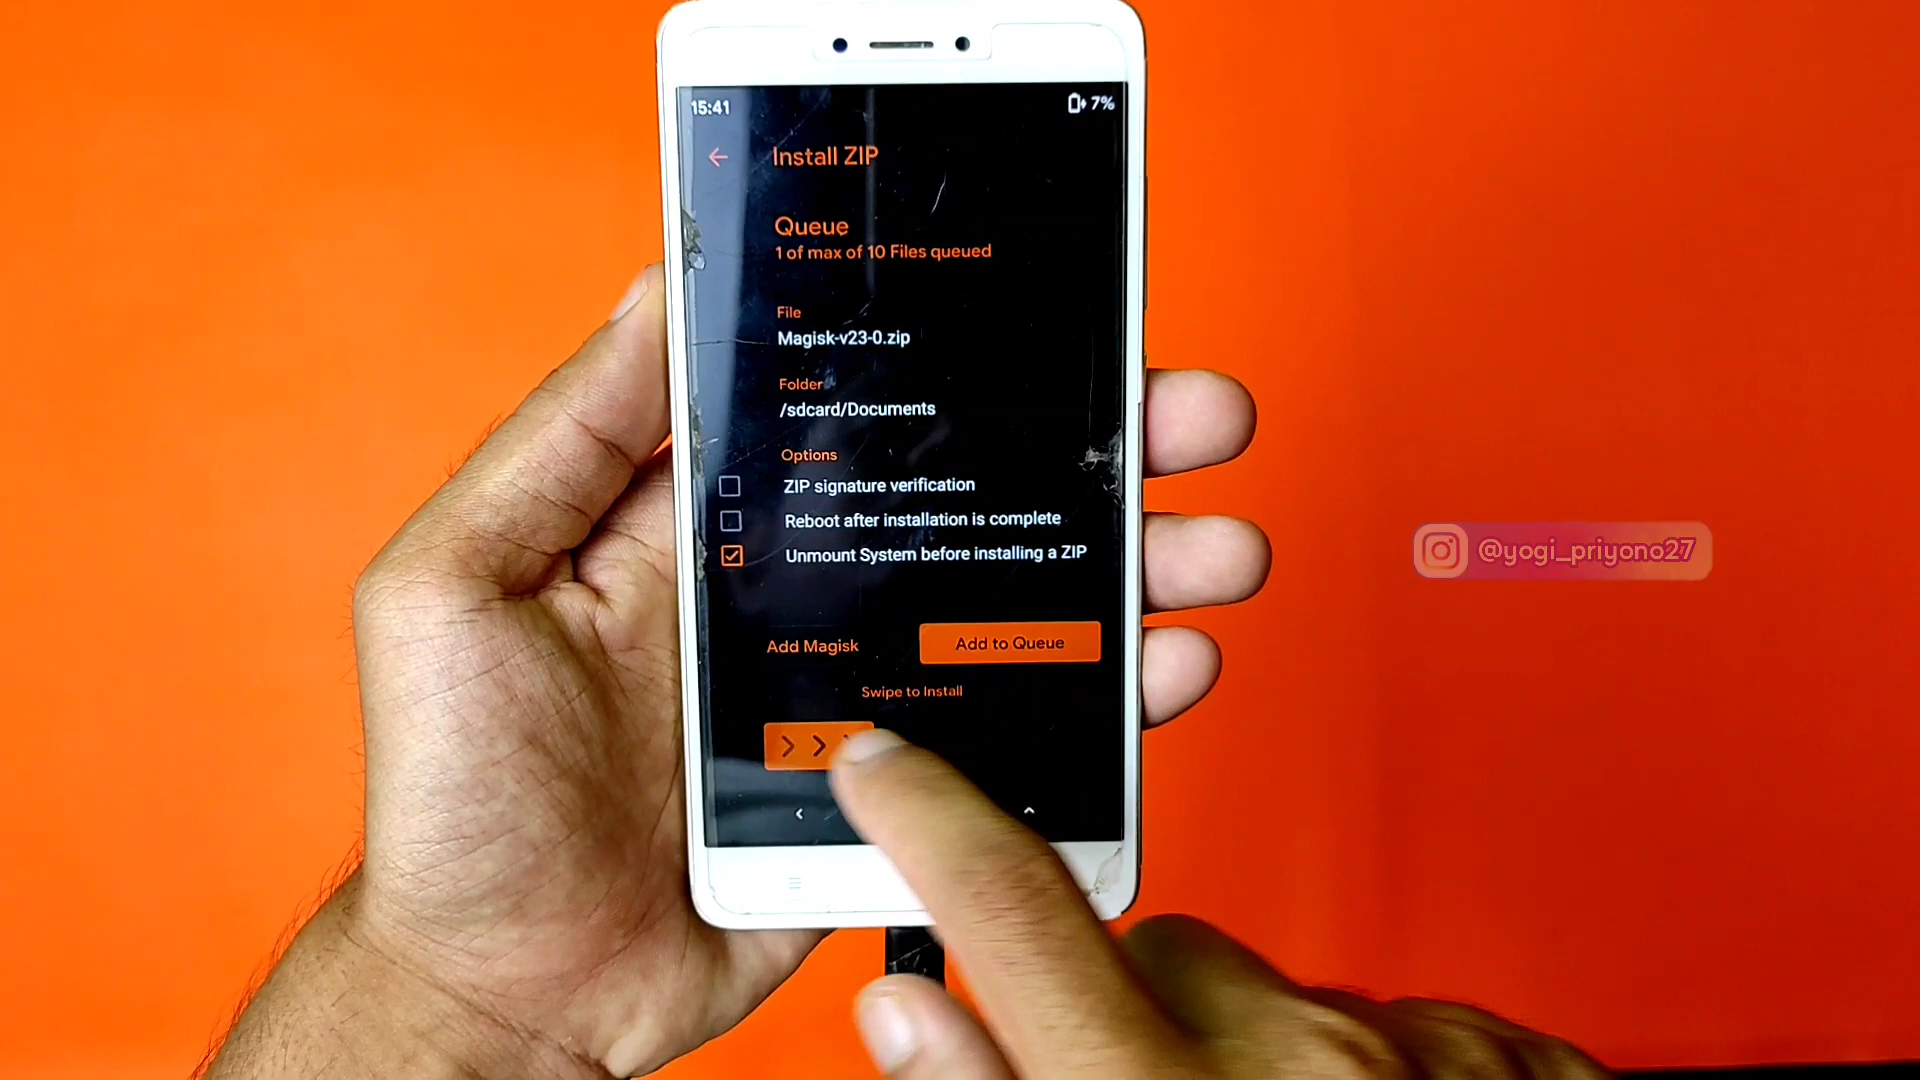 15:41
7%
Install ZIP
Queue
1 of max of 10 Files queued
File
Magisk-v23-0.zip
Folder
/sdcard/Documents
Options
ZIP signature verification
Reboot after installation is complete
Unmount System before installing a ZIP
Add Magisk
Add to Queue
Swipe to Install
@yogi_priyono27